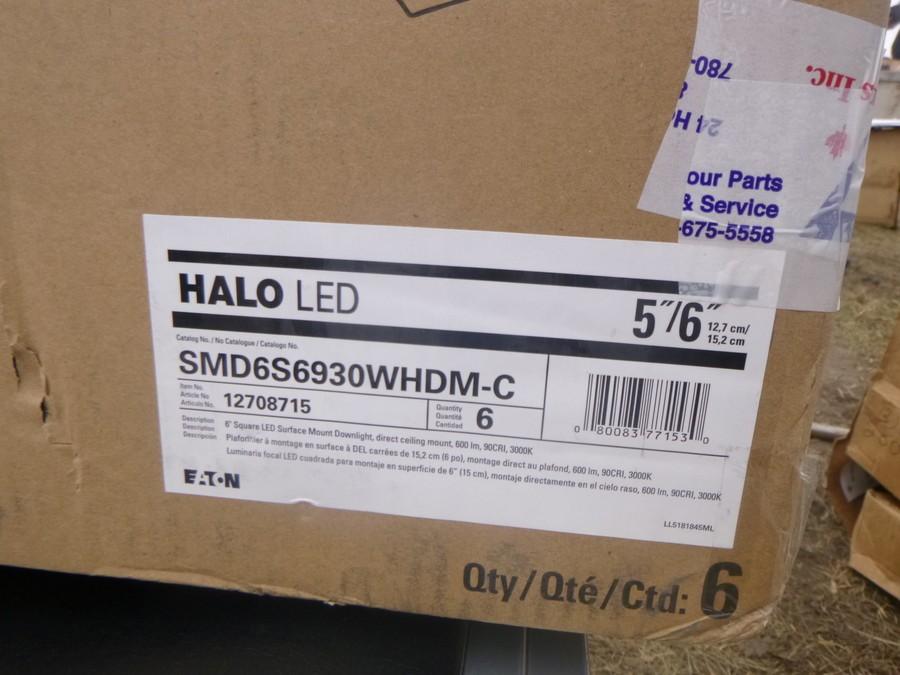 780-
s Inc.
24 H
our Parts
& Service
-675-5558
HALO LED
5"/6" 12,7 cm/
15,2 cm
Catalog No. / No Catalogue / Catalogo No.
SMD6S6930WHDM-C
Item No.
Article No
Articulo No. 12708715
Quantity
Quantité
Cantidad 6
0 80083 77153 0
Description 6" Square LED Surface Mount Downlight, direct ceiling mount, 600 lm, 90CRI, 3000K
Description Plafonnier à montage en surface à DEL carrées de 15,2 cm (6 po), montage direct au plafond, 600 lm, 90CRI, 3000K
Descripción Luminaria focal LED cuadrada para montaje en superficie de 6" (15 cm), montaje directamente en el cielo raso, 600 lm, 90CRI, 3000K
EATON
LL5181845ML
Qty/Qté/Ctd: 6